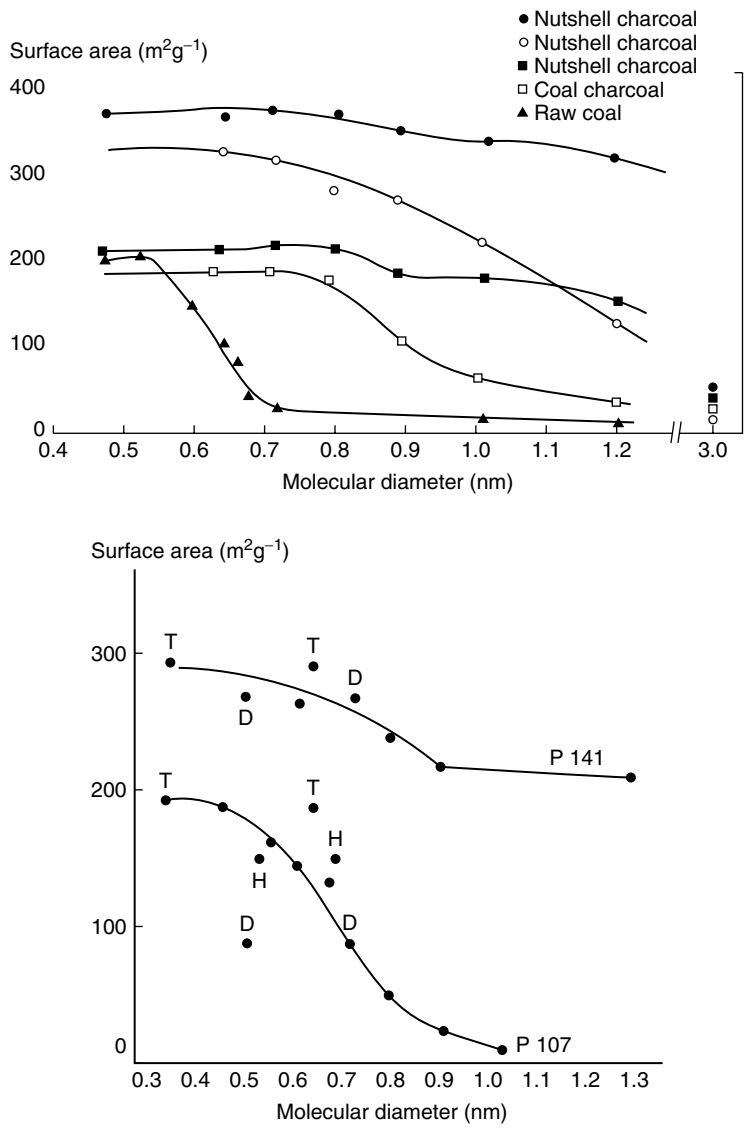 ● Nutshell charcoal
○ Nutshell charcoal
■ Nutshell charcoal
□ Coal charcoal
▲ Raw coal
Surface area (m²g⁻¹)
400
300
200
100
0
0.4 0.5 0.6 0.7 0.8 0.9 1.0 1.1 1.2 3.0
Molecular diameter (nm)
Surface area (m²g⁻¹)
T T
300
D
D
P 141
T T
200
H
H
D D
100
0
P 107
0.3 0.4 0.5 0.6 0.7 0.8 0.9 1.0 1.1 1.2 1.3
Molecular diameter (nm)